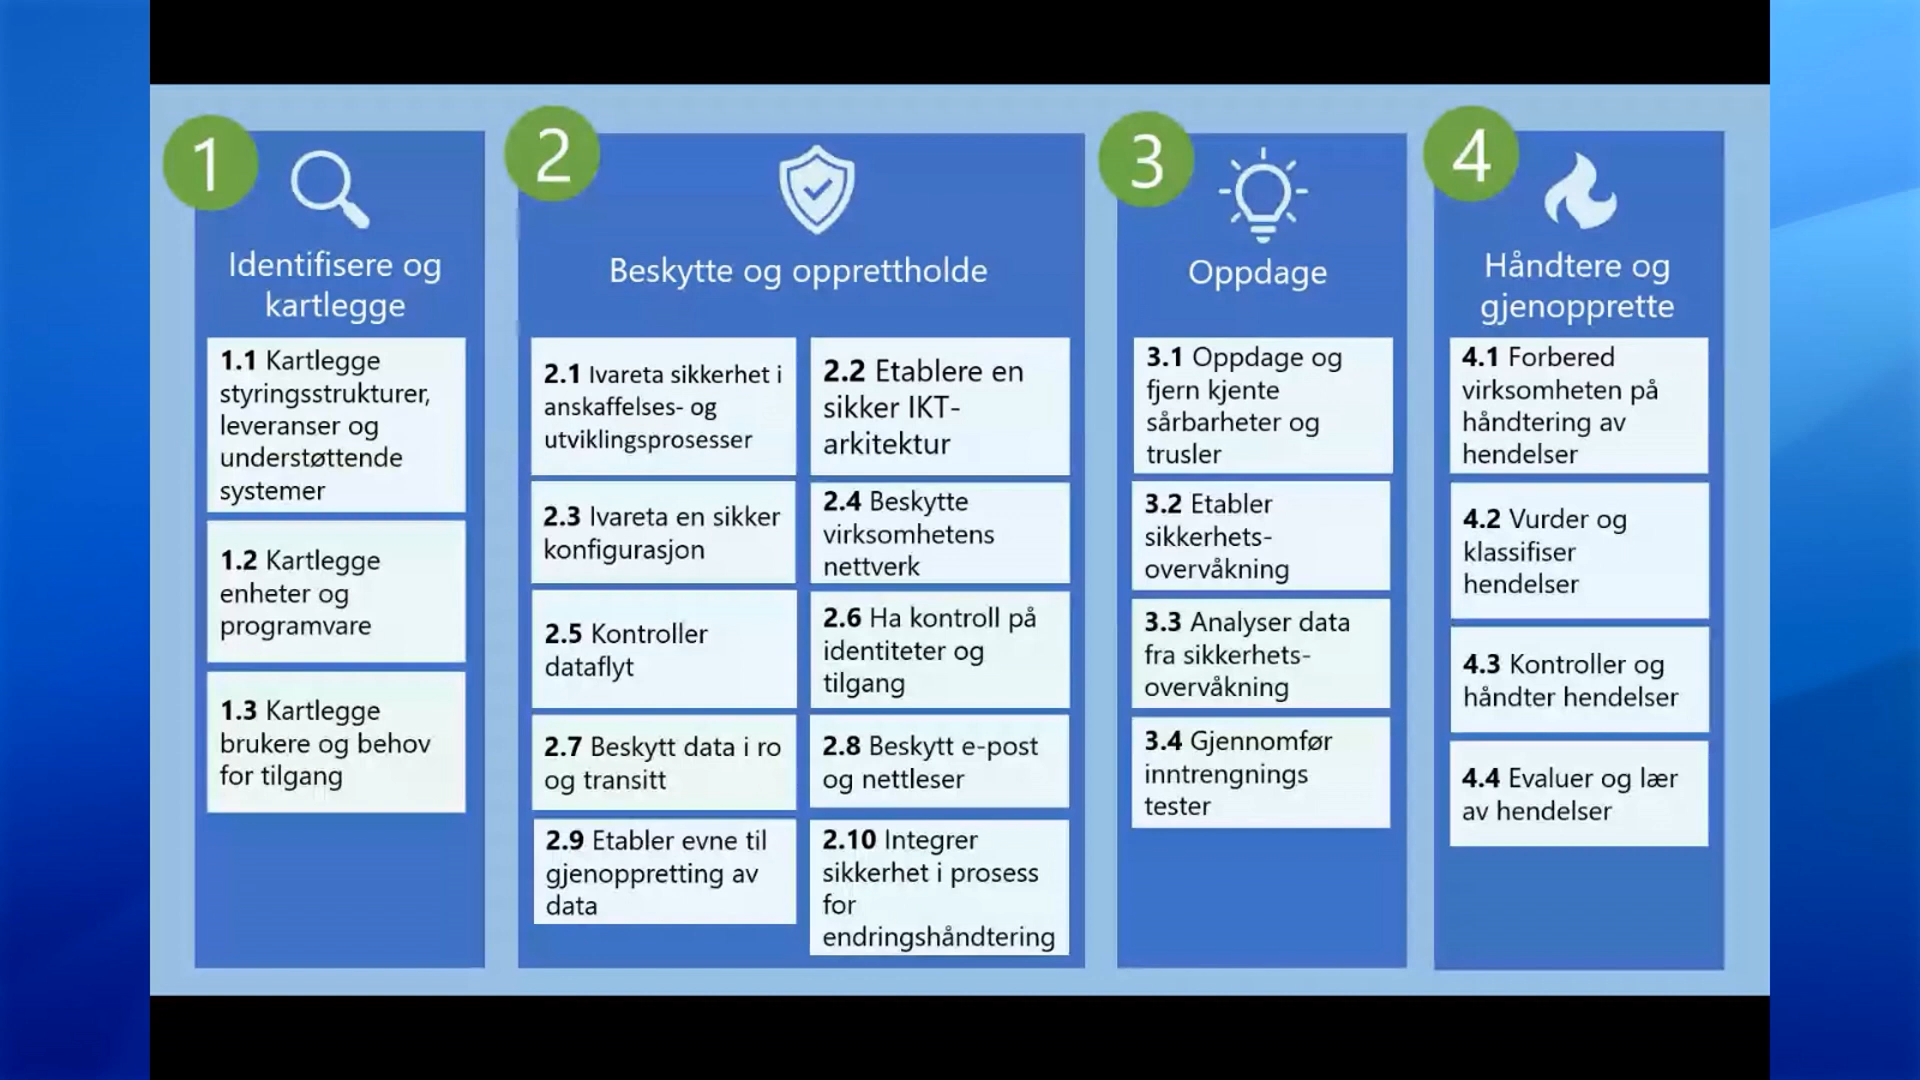 1
Identifisere og
kartlegge
1.1 Kartlegge
styringsstrukturer,
leveranser og
understøttende
systemer
1.2 Kartlegge
enheter og
programvare
1.3 Kartlegge
brukere og behov
for tilgang
2
Beskytte og opprettholde
2.1 Ivareta sikkerhet i
anskaffelses- og
utviklingsprosesser
2.2 Etablere en
sikker IKT-
arkitektur
2.3 Ivareta en sikker
konfigurasjon
2.4 Beskytte
virksomhetens
nettverk
2.5 Kontroller
dataflyt
2.6 Ha kontroll på
identiteter og
tilgang
2.7 Beskytt data i ro
og transitt
2.8 Beskytt e-post
og nettleser
2.9 Etabler evne til
gjenoppretting av
data
2.10 Integrer
sikkerhet i prosess
for
endringshåndtering
3
Oppdage
3.1 Oppdage og
fjern kjente
sårbarheter og
trusler
3.2 Etabler
sikkerhets-
overvåkning
3.3 Analyser data
fra sikkerhets-
overvåkning
3.4 Gjennomfør
inntrengnings
tester
4
Håndtere og
gjenopprette
4.1 Forbered
virksomheten på
håndtering av
hendelser
4.2 Vurder og
klassifiser
hendelser
4.3 Kontroller og
håndter hendelser
4.4 Evaluer og lær
av hendelser